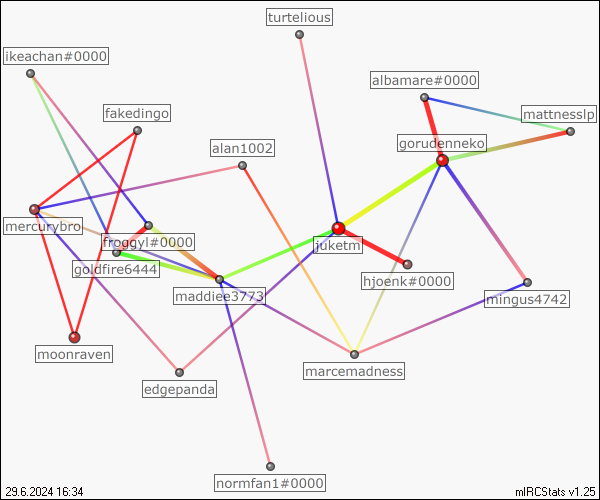 turtelious
ikeachan#0000
albamare#0000
fakedingo
mattnesslp
alan1002
gorudenneko
mercurybro
froggyl#0000
juketm
goldfire6444
hjoenk#0000
maddiee3773
mingus4742
moonraven
marcemadness
edgepanda
normfan1#0000
29.6.2024 16:34
mIRCStats v1.25